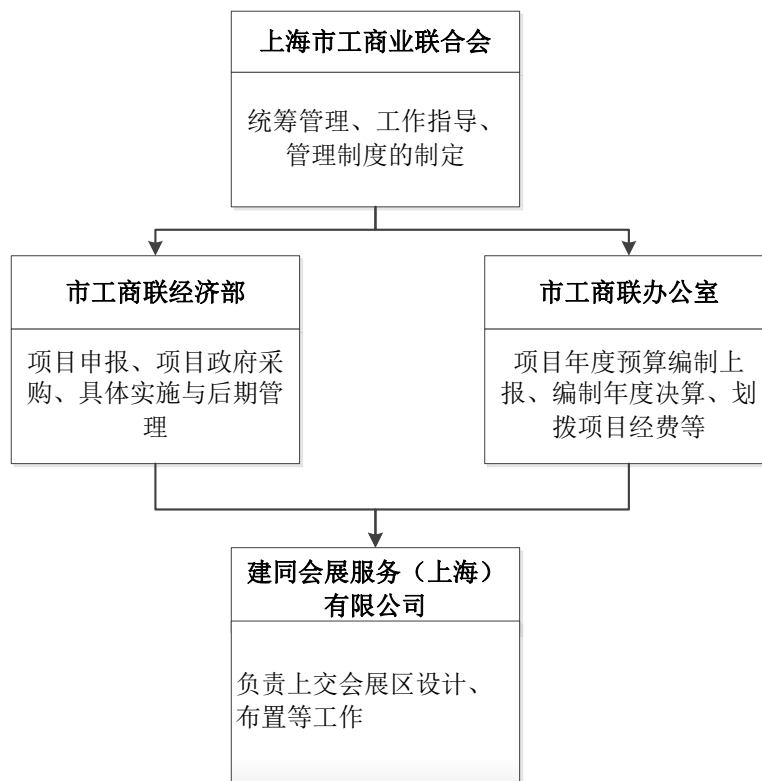 上海市工商业联合会
统筹管理、工作指导、
管理制度的制定
市工商联经济部
项目申报、项目政府采
购、具体实施与后期管
理
市工商联办公室
项目年度预算编制上
报、编制年度决算、划
拨项目经费等
建同会展服务（上海）
有限公司
负责上交会展区设计、
布置等工作